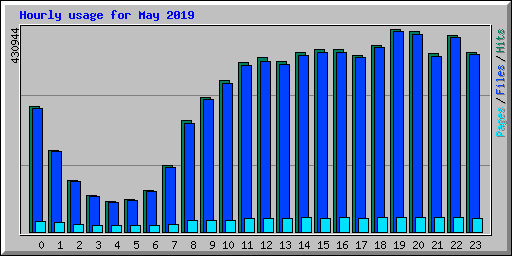 Hourly usage for May 2019
430944
Pages/Files/Hits
0 1 2 3 4 5 6 7 8 9 10 11 12 13 14 15 16 17 18 19 20 21 22 23